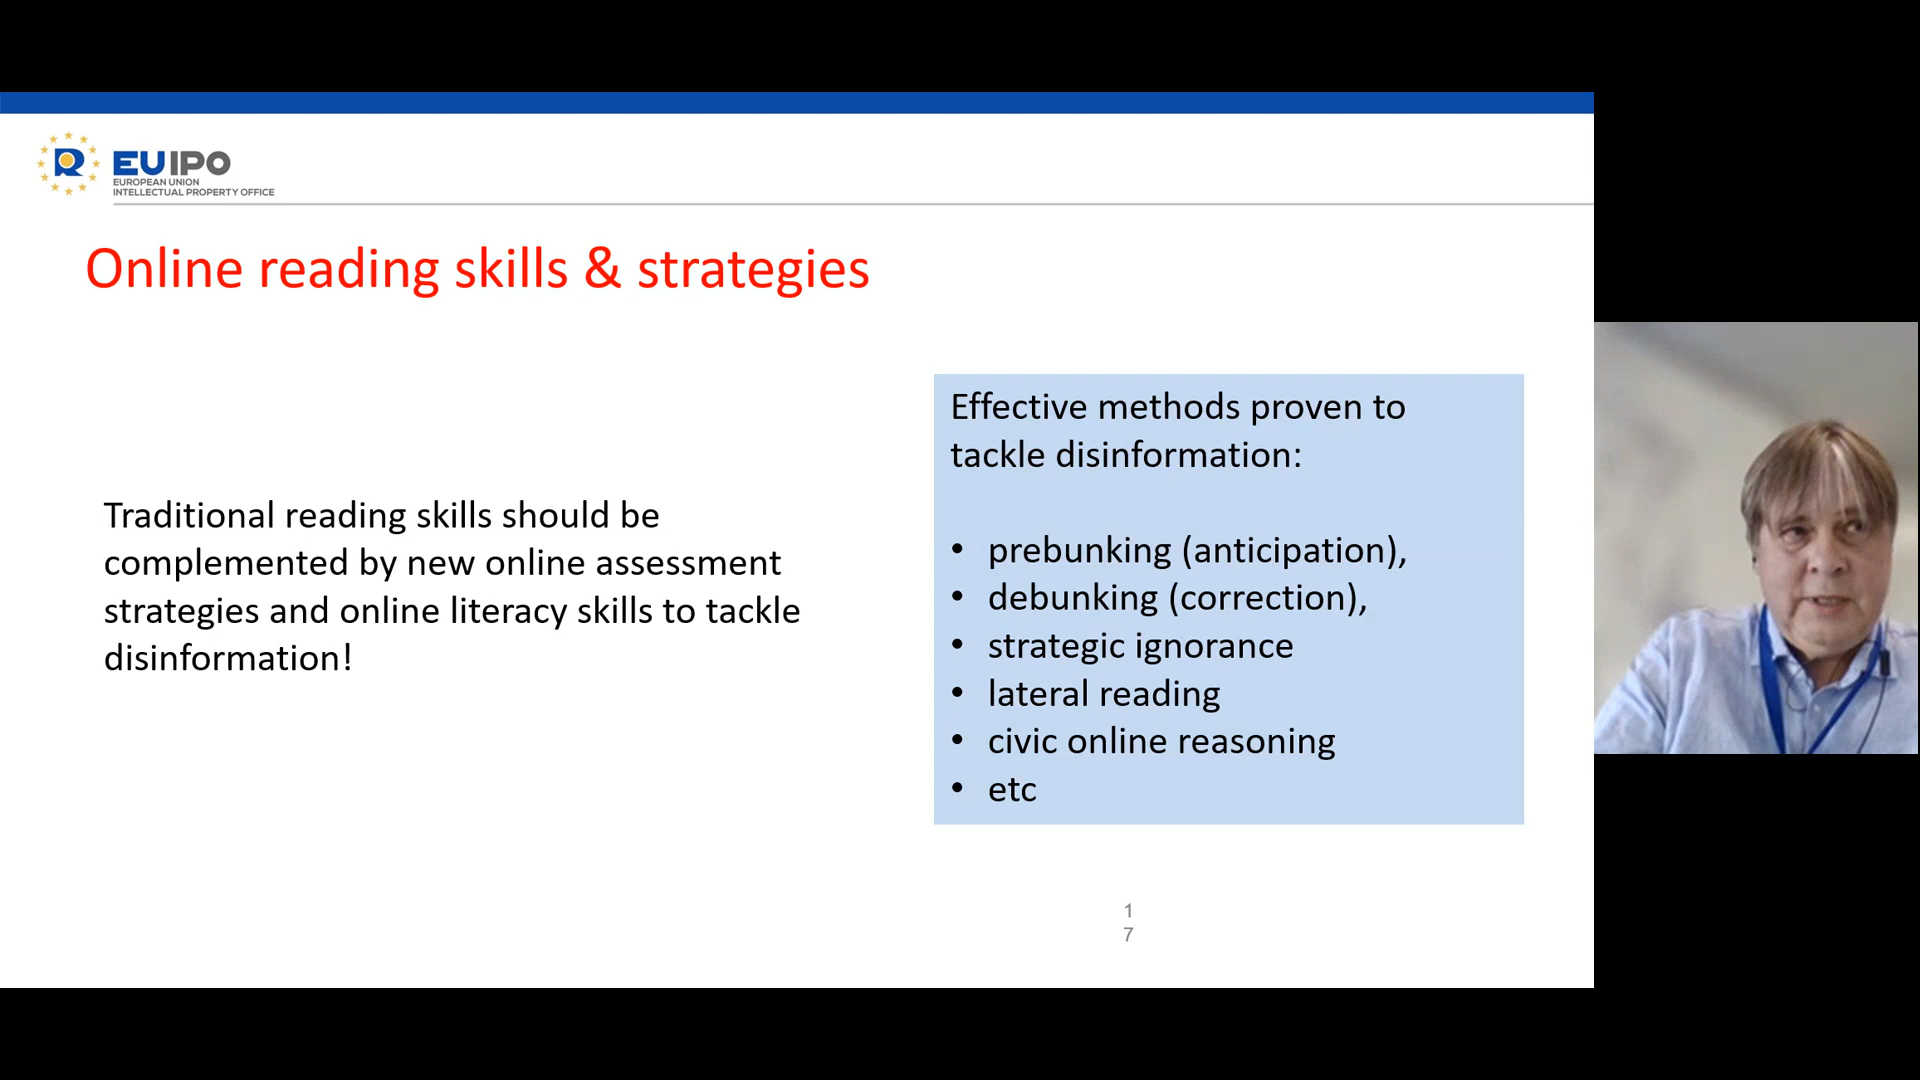 EUIPO
EUROPEAN UNION
INTELLECTUAL PROPERTY OFFICE
Online reading skills & strategies
Traditional reading skills should be
complemented by new online assessment
strategies and online literacy skills to tackle
disinformation!
Effective methods proven to
tackle disinformation:
• prebunking (anticipation),
• debunking (correction),
• strategic ignorance
• lateral reading
• civic online reasoning
• etc
1
7